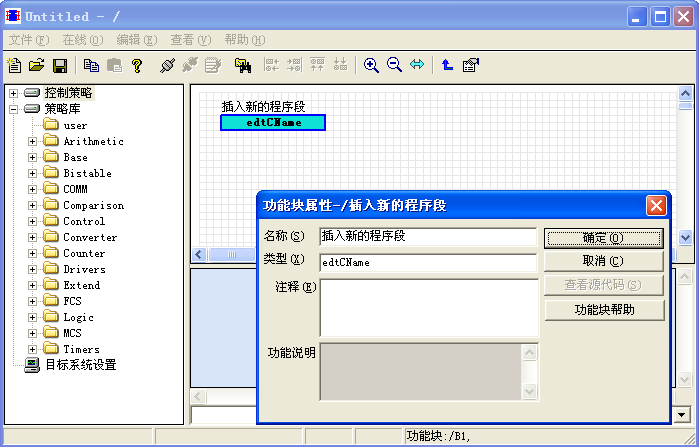 Untitled - /
文件(F) 在线(O) 编辑(E) 查看(V) 帮助(H)
控制策略
策略库
user
Arithmetic
Base
Bistable
COMM
Comparison
Control
Converter
Counter
Drivers
Extend
FCS
Logic
MCS
Timers
目标系统设置
插入新的程序段
edtCName
功能块属性-/插入新的程序段
名称(S) 插入新的程序段 确定(O)
类型(X) edtCName 取消(C)
注释(E) 查看源代码(S)
功能块帮助
功能说明
功能块:/B1,